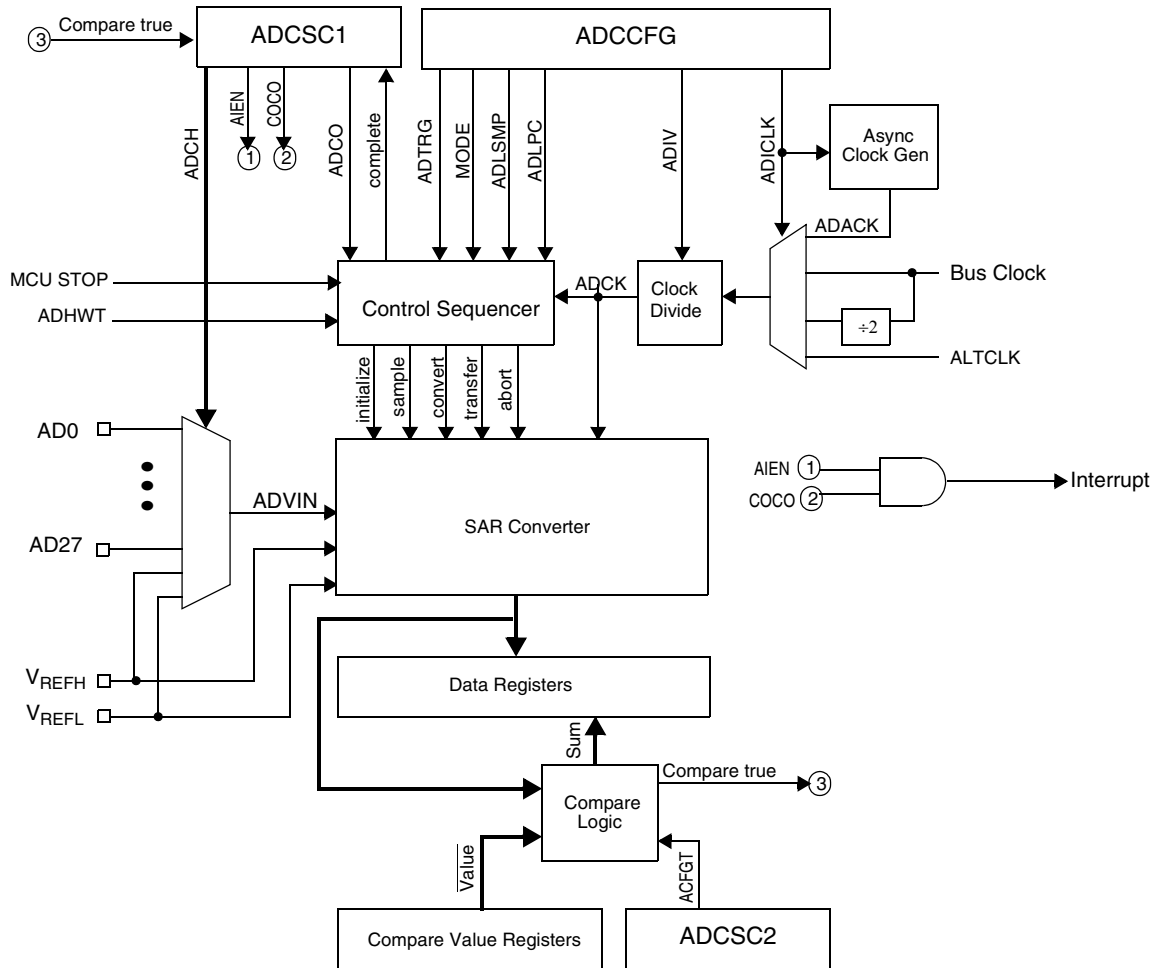 3 Compare true
ADCSC1
ADCCFG
ADCH
AIEN
COCO
ADCO
complete
ADTRG
MODE
ADLSMP
ADLPC
ADIV
ADICLK
Async
Clock Gen
1
2
ADACK
MCU STOP
ADHWT
Control Sequencer
ADCK
Clock
Divide
Bus Clock
÷2
ALTCLK
initialize
sample
convert
transfer
abort
AD0
AD27
ADVIN
SAR Converter
AIEN 1
COCO 2
Interrupt
VREFH
VREFL
Data Registers
Sum
Compare true 3
Compare
Logic
Value
ACFGT
Compare Value Registers
ADCSC2